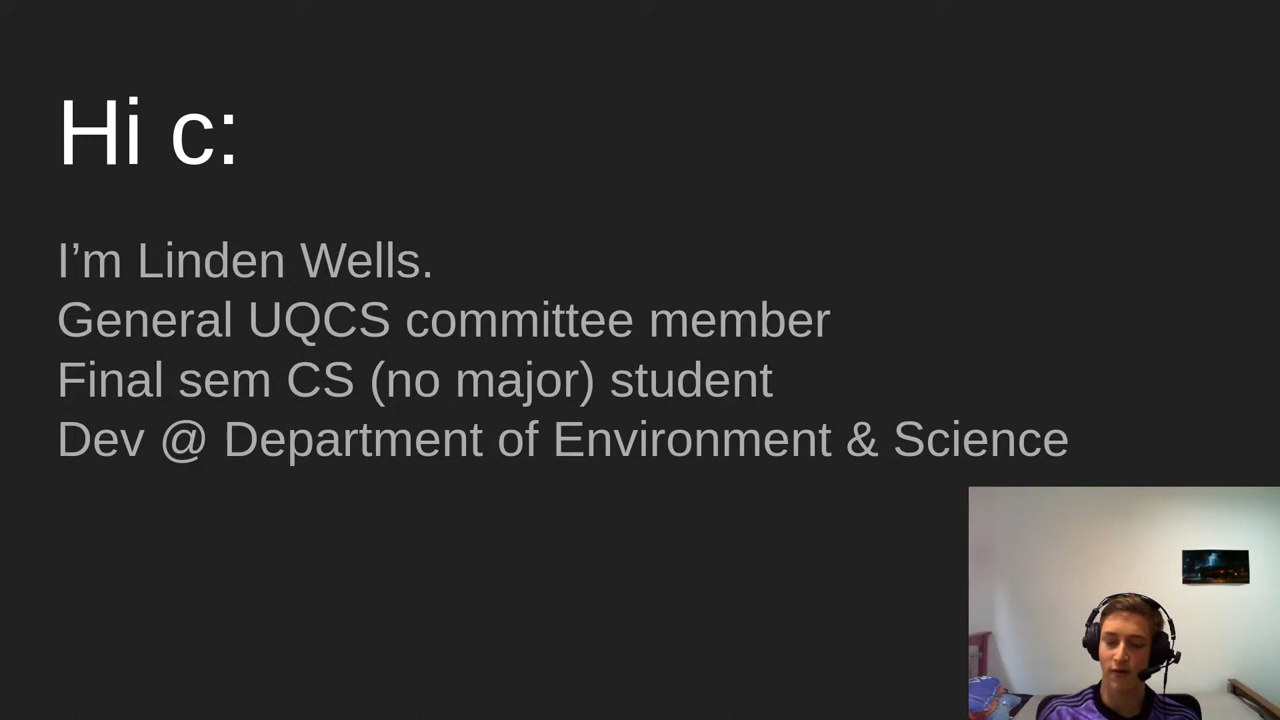 Hi c:
I’m Linden Wells.
General UQCS committee member
Final sem CS (no major) student
Dev @ Department of Environment & Science